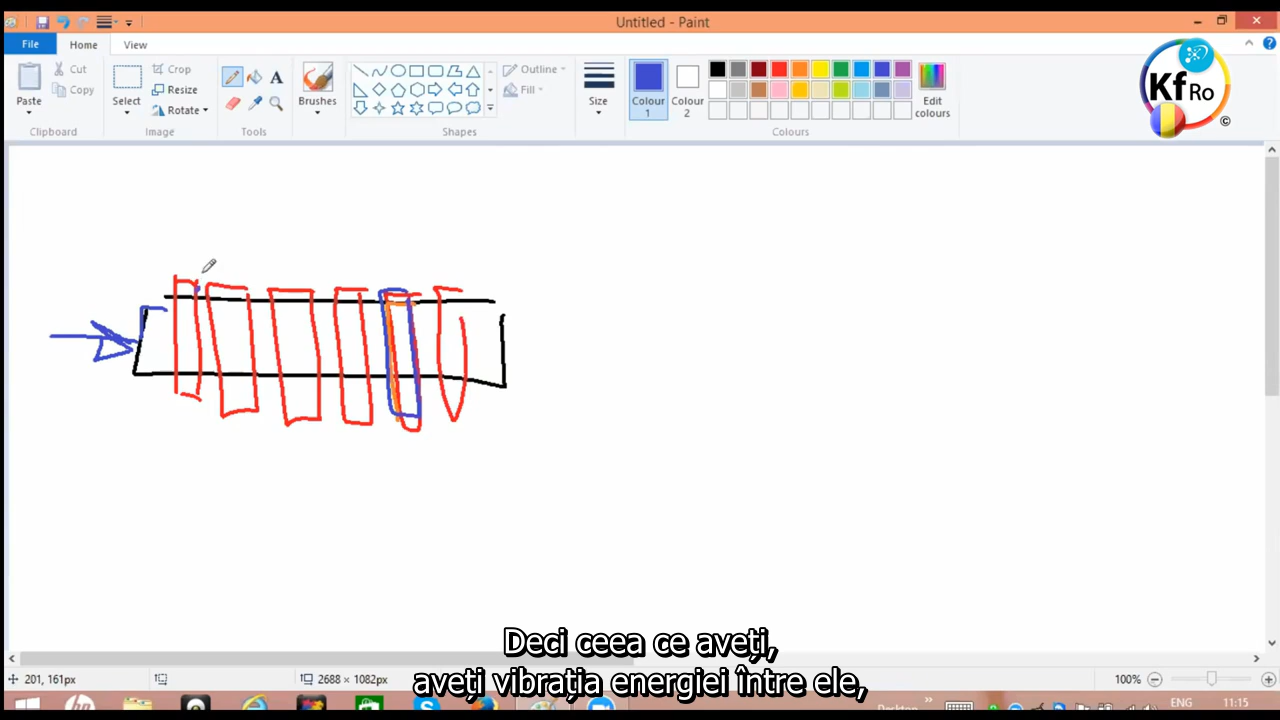 Untitled - Paint
File
Home
View
Paste
Cut
Copy
Clipboard
Select
Crop
Resize
Rotate
Image
A
Tools
Brushes
Shapes
Outline
Fill
Size
Colour 1
Colour 2
Edit colours
Colours
Kf Ro
©
Deci ceea ce aveți,
aveți vibrația energiei între ele,
201, 161px
2688 × 1082px
100%
ENG
11:15